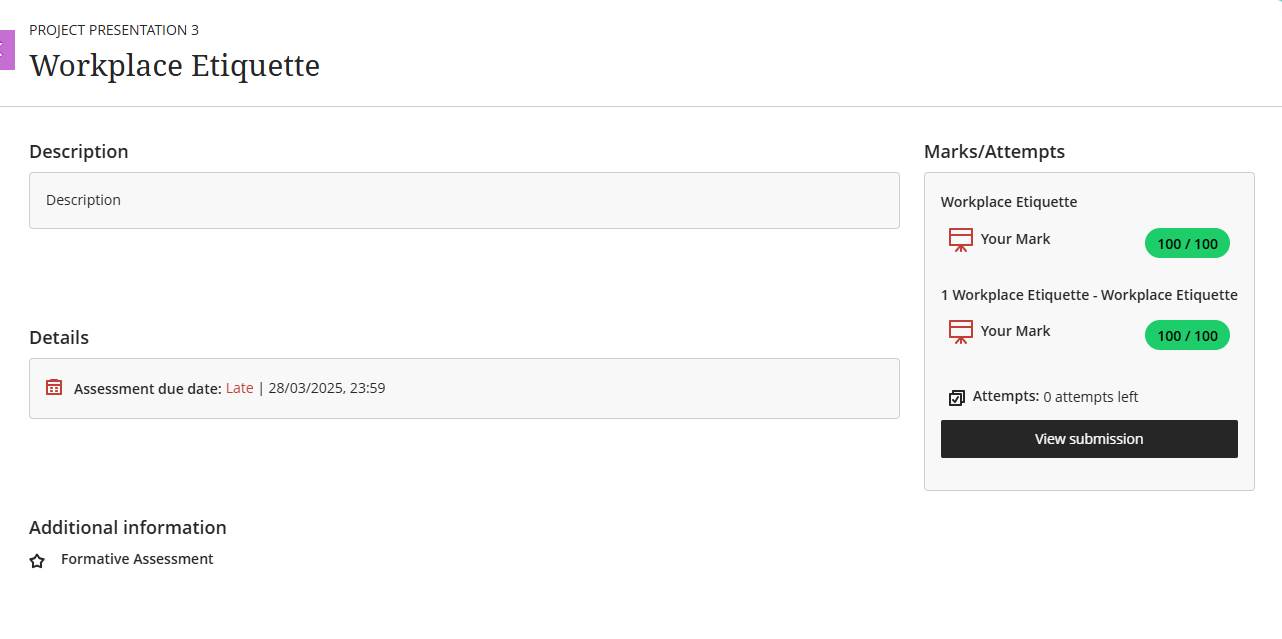 PROJECT PRESENTATION 3
Workplace Etiquette
Description
Description
Details
Assessment due date: Late | 28/03/2025, 23:59
Additional information
Formative Assessment
Marks/Attempts
Workplace Etiquette
Your Mark 100 / 100
1 Workplace Etiquette - Workplace Etiquette
Your Mark 100 / 100
Attempts: 0 attempts left
View submission